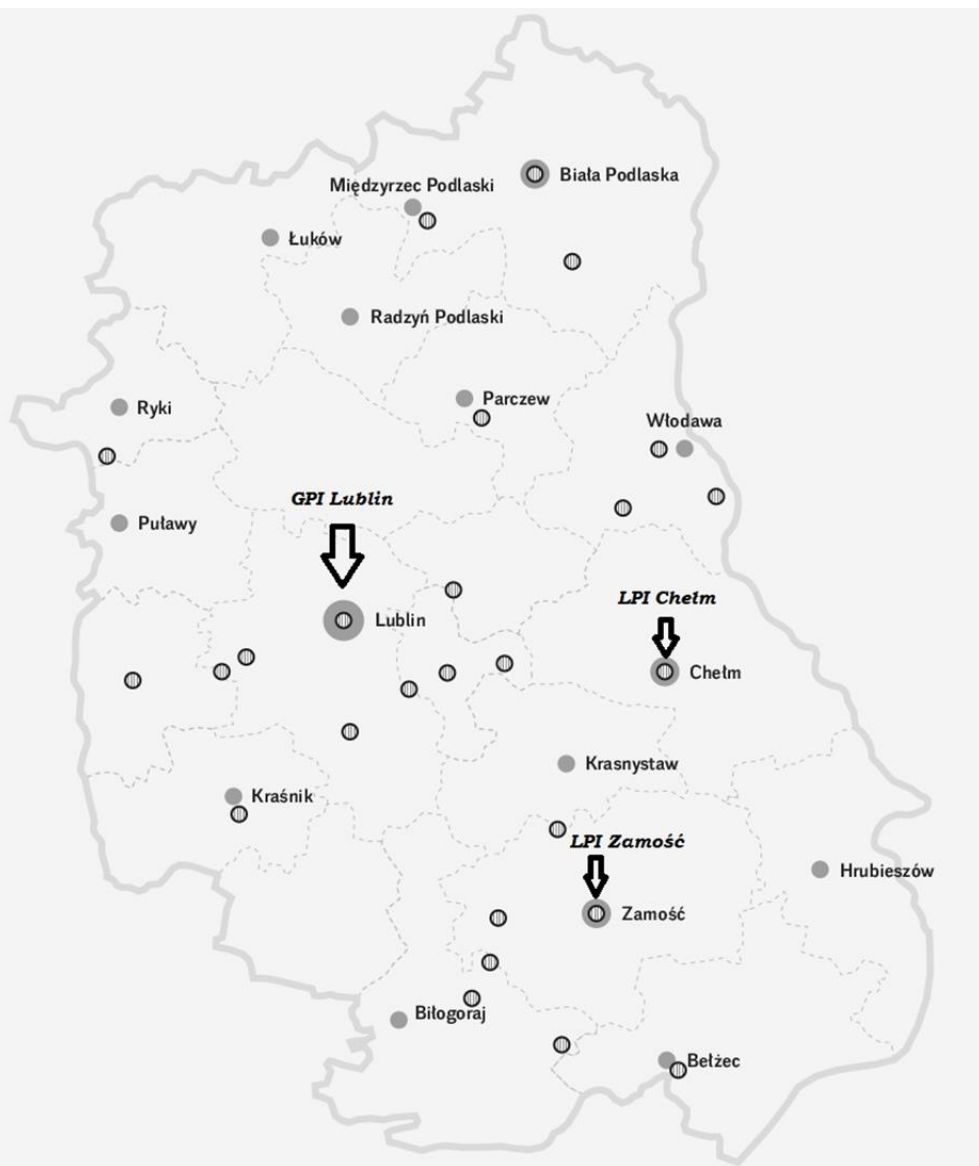 Biała Podlaska
Międzyrzec Podlaski
Łuków
Radzyń Podlaski
Parczew
Ryki
Włodawa
GPI Lublin
Puławy
LPI Chełm
Lublin
Chełm
Krasnystaw
Kraśnik
LPI Zamość
Hrubieszów
Zamość
Biłogoraj
Bełżec